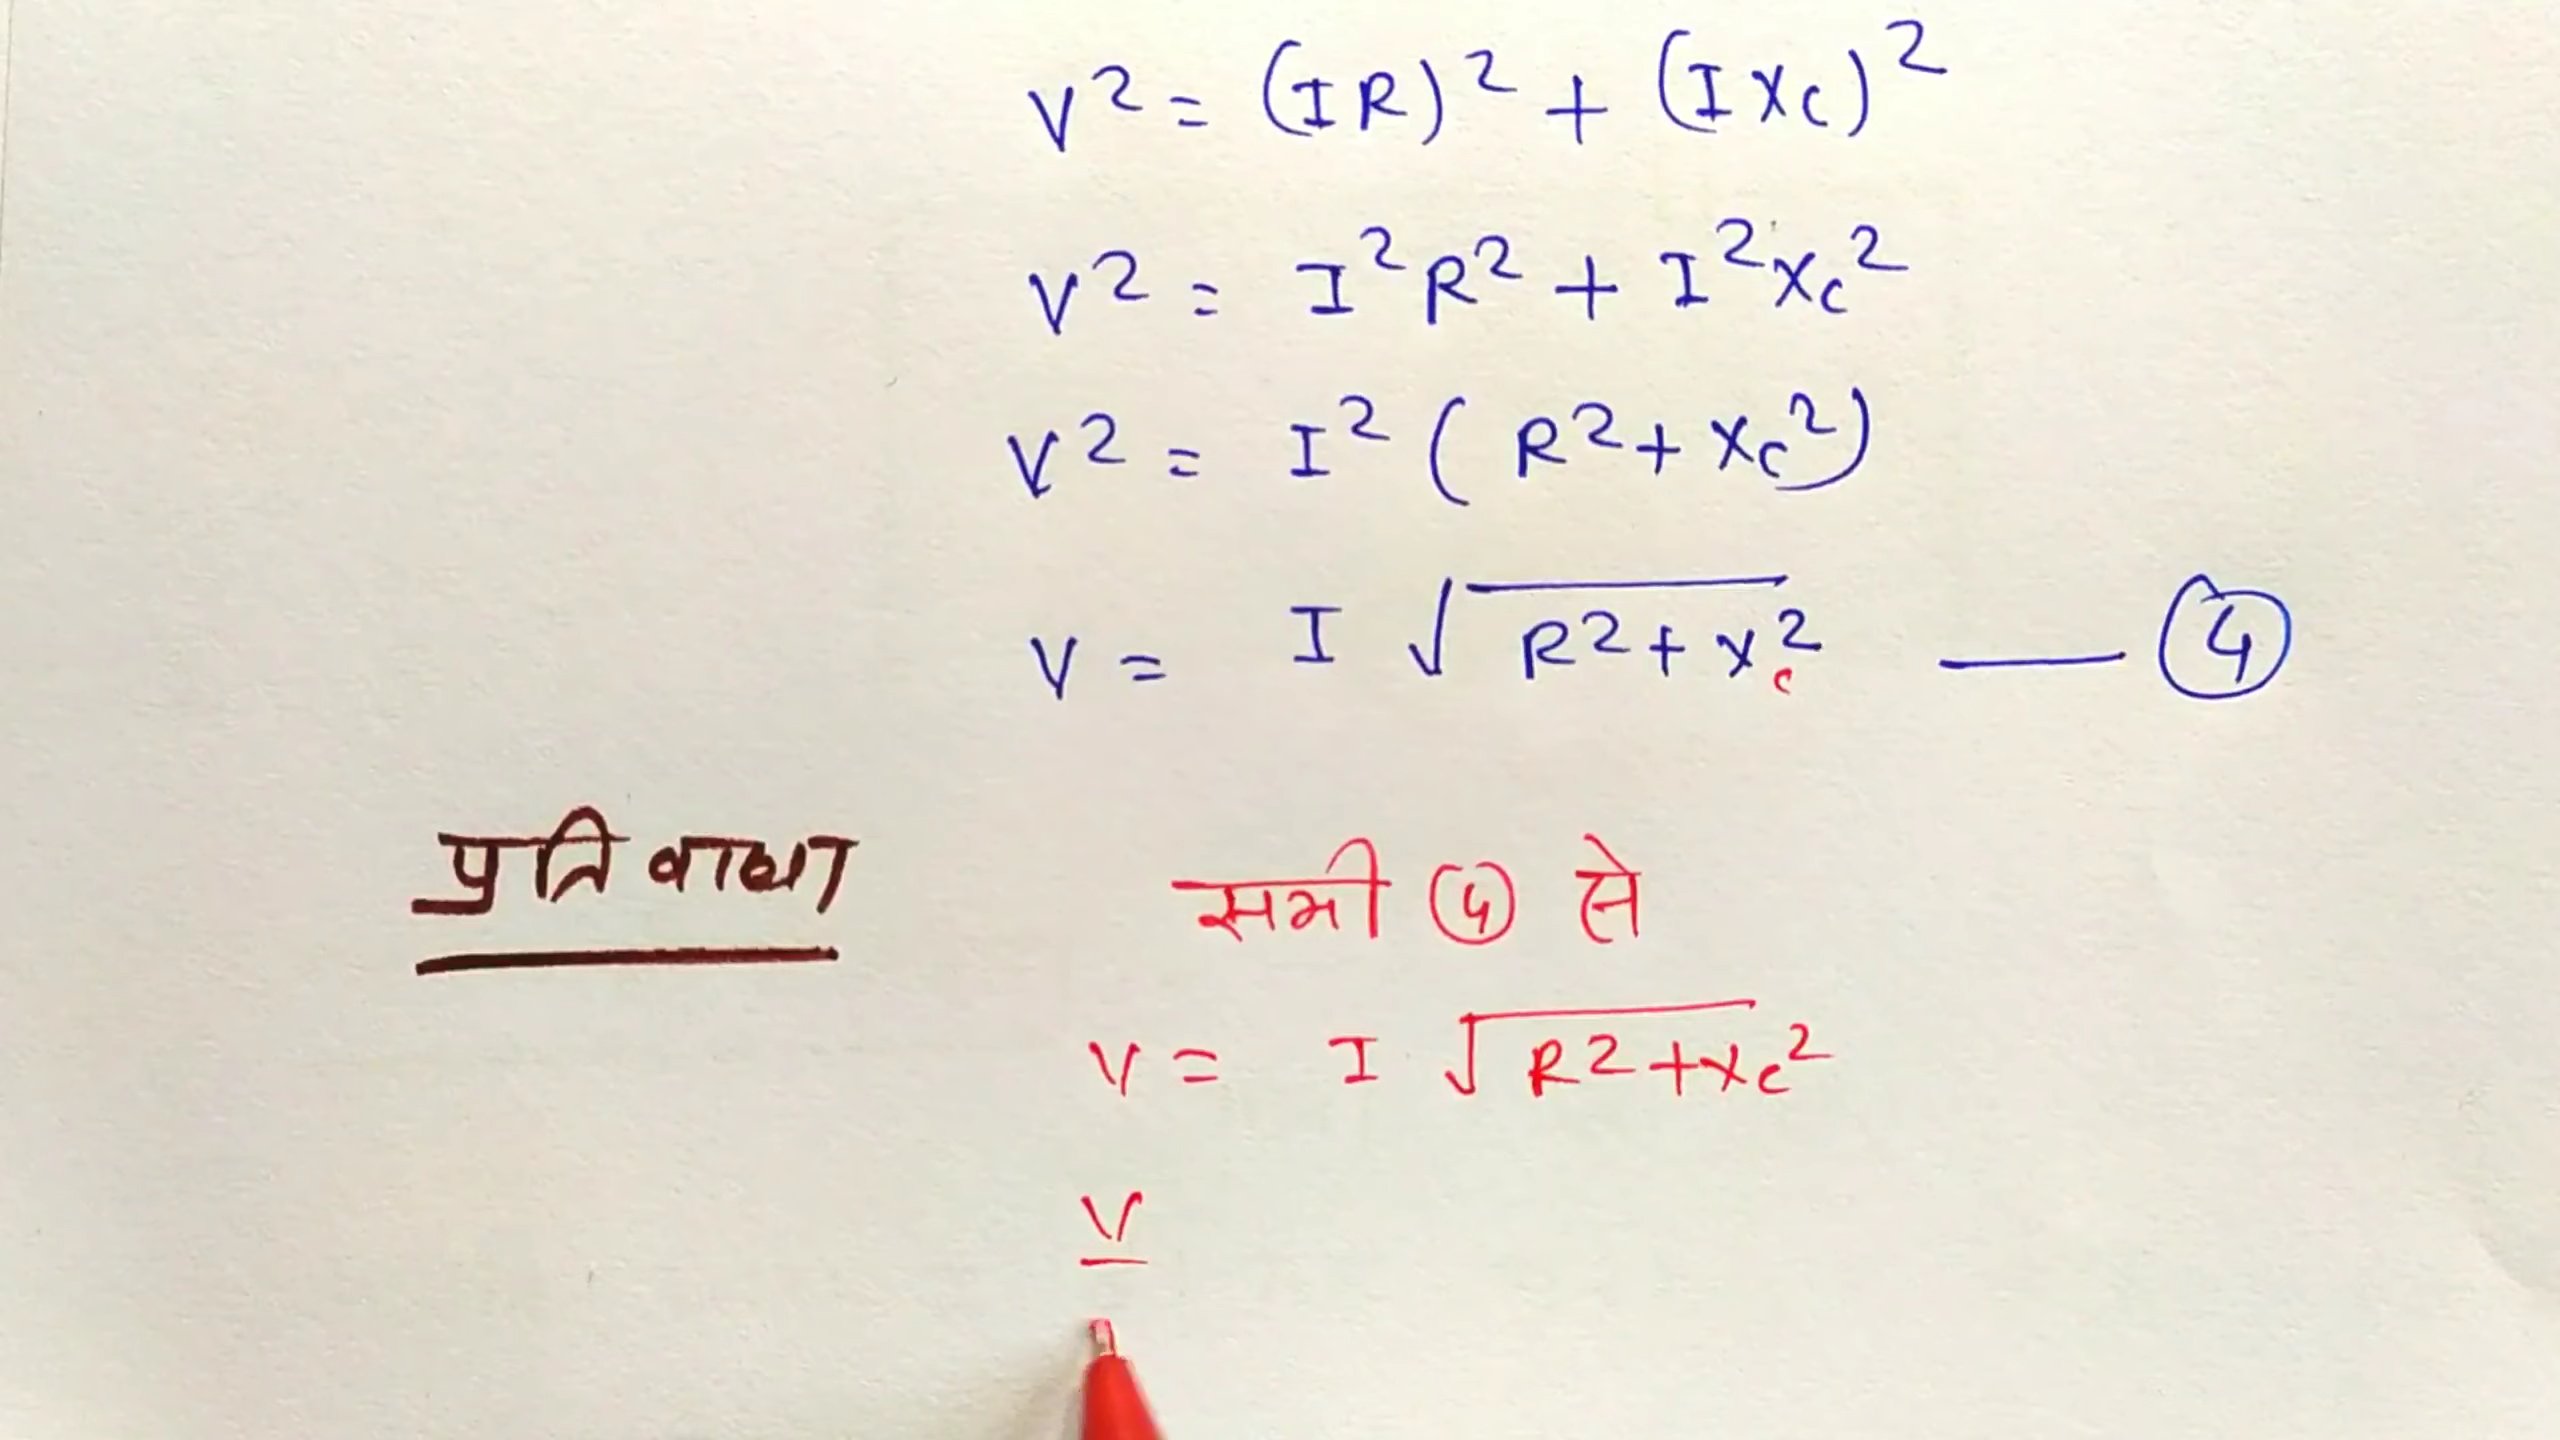 V² = (IR)² + (IXc)²
V² = I²R² + I²Xc²
V² = I² (R² + Xc²)
V = I √R² + Xc² — ④
प्रतिबाधा
समी ④ से
V = I √R² + Xc²
V